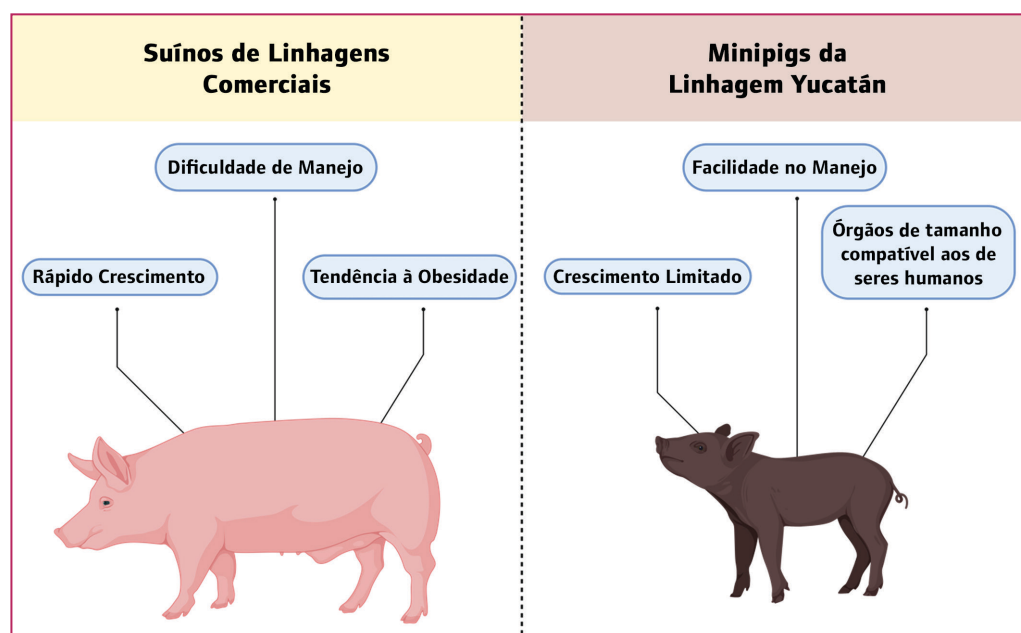 Suínos de Linhagens
Comerciais
Dificuldade de Manejo
Rápido Crescimento
Tendência à Obesidade
Minipigs da
Linhagem Yucatán
Facilidade no Manejo
Crescimento Limitado
Órgãos de tamanho
compatível aos de
seres humanos